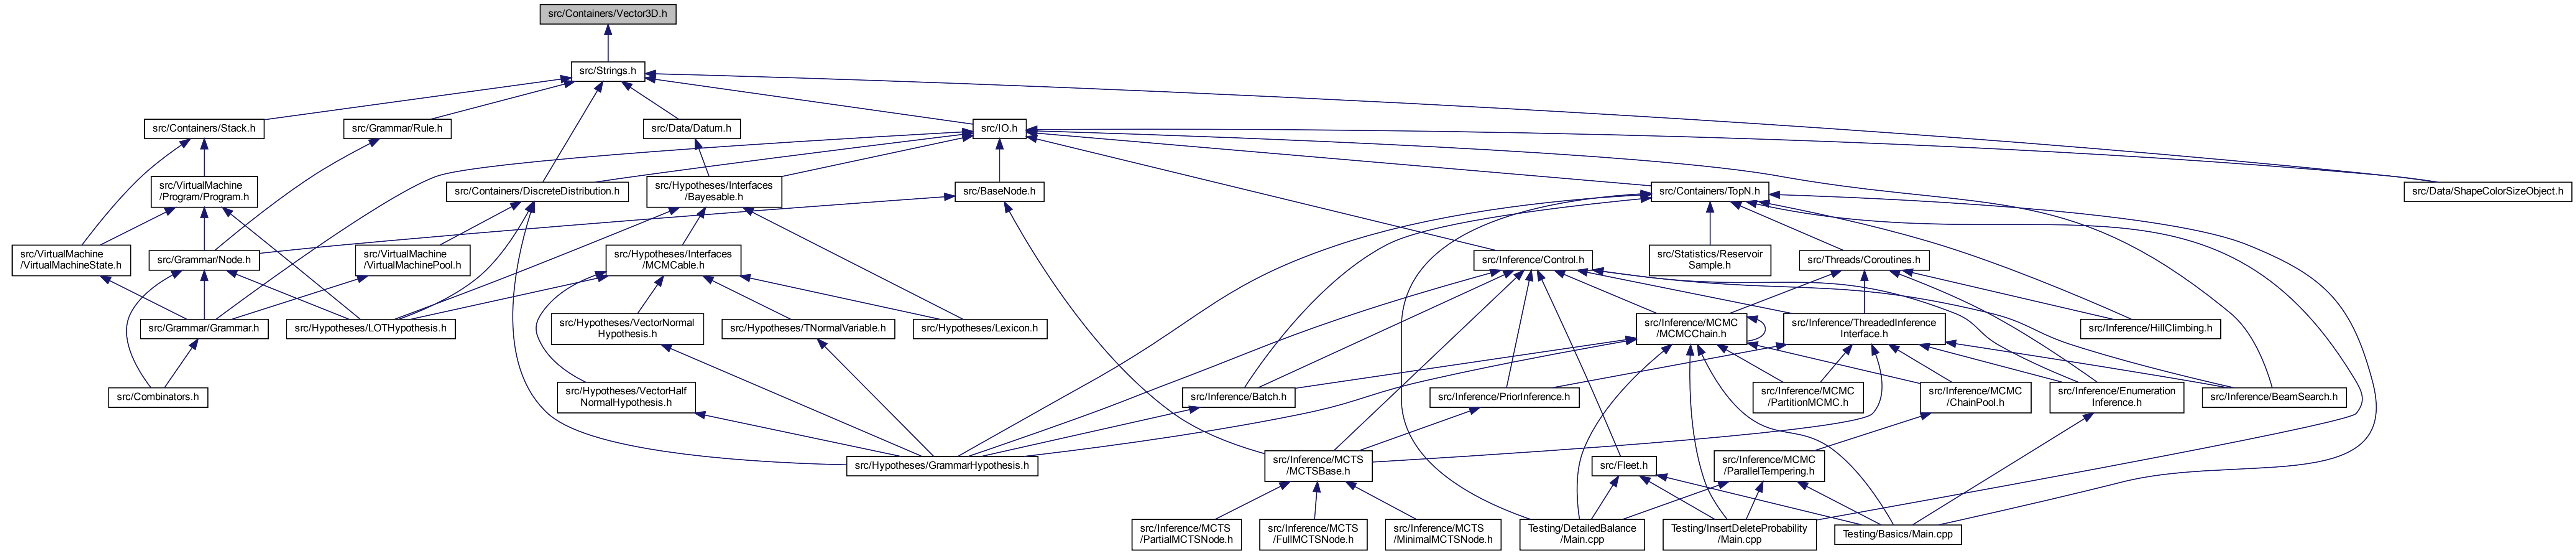 src/Containers/Vector3D.h
src/Strings.h
src/Containers/Stack.h
src/Grammar/Rule.h
src/Data/Datum.h
src/IO.h
src/VirtualMachine
/Program/Program.h
src/Containers/DiscreteDistribution.h
src/Hypotheses/Interfaces
/Bayesable.h
src/BaseNode.h
src/Containers/TopN.h
src/Data/ShapeColorSizeObject.h
src/VirtualMachine
/VirtualMachineState.h
src/Grammar/Node.h
src/VirtualMachine
/VirtualMachinePool.h
src/Hypotheses/Interfaces
/MCMCable.h
src/Inference/Control.h
src/Statistics/Reservoir
Sample.h
src/Threads/Coroutines.h
src/Grammar/Grammar.h
src/Hypotheses/LOTHypothesis.h
src/Hypotheses/VectorNormal
Hypothesis.h
src/Hypotheses/TNormalVariable.h
src/Hypotheses/Lexicon.h
src/Inference/MCMC
/MCMCChain.h
src/Inference/ThreadedInference
Interface.h
src/Inference/HillClimbing.h
src/Combinators.h
src/Hypotheses/VectorHalf
NormalHypothesis.h
src/Inference/Batch.h
src/Inference/PriorInference.h
src/Inference/MCMC
/PartitionMCMC.h
src/Inference/MCMC
/ChainPool.h
src/Inference/Enumeration
Inference.h
src/Inference/BeamSearch.h
src/Hypotheses/GrammarHypothesis.h
src/Inference/MCTS
/MCTSBase.h
src/Fleet.h
src/Inference/MCMC
/ParallelTempering.h
src/Inference/MCTS
/PartialMCTSNode.h
src/Inference/MCTS
/FullMCTSNode.h
src/Inference/MCTS
/MinimalMCTSNode.h
Testing/DetailedBalance
/Main.cpp
Testing/InsertDeleteProbability
/Main.cpp
Testing/Basics/Main.cpp